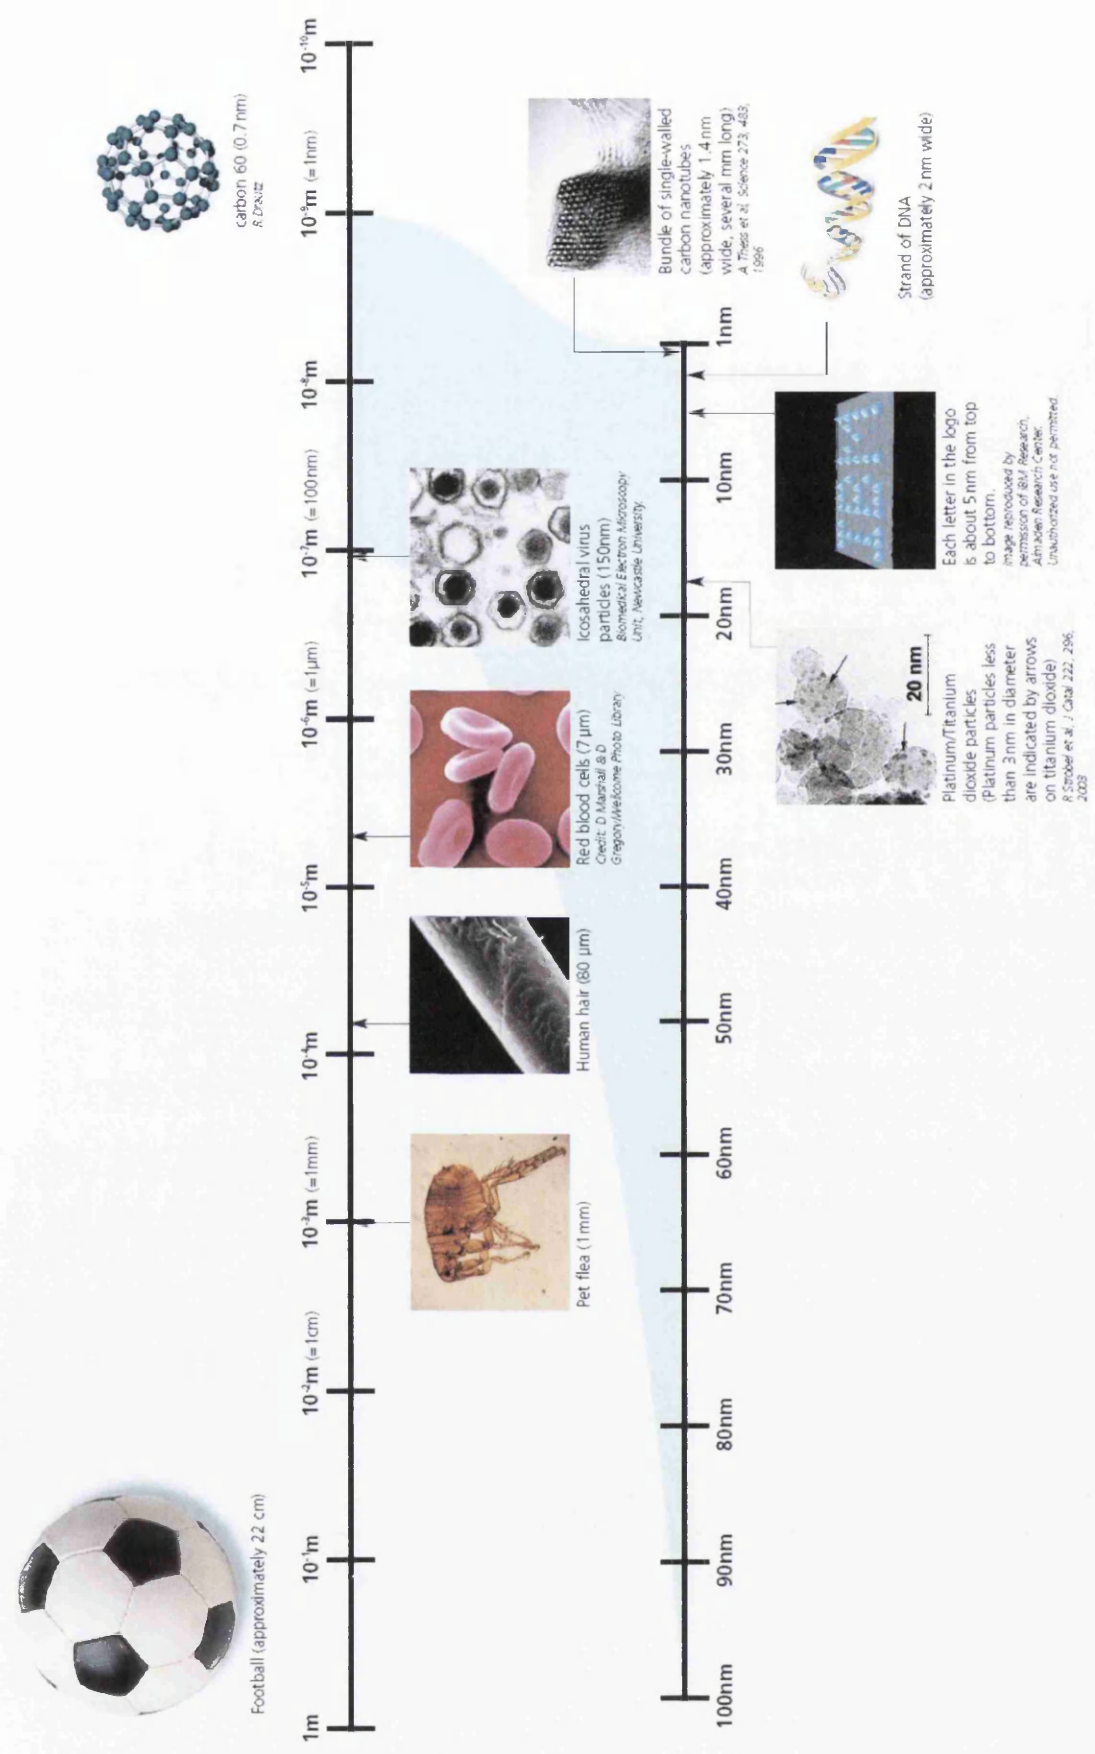 Football (approximately 22 cm)
carbon 60 (0.7nm)
R Drautz
1m
10⁻¹m
10⁻²m (=1cm)
10⁻³m (=1mm)
10⁻⁴m
10⁻⁵m
10⁻⁶m (=1µm)
10⁻⁷m (=100nm)
10⁻⁸m
10⁻⁹m (=1nm)
10⁻¹⁰m
Pet flea (1mm)
Human hair (80 µm)
Red blood cells (7 µm)
Credit: D Marshall & D
Gregory/Wellcome Photo Library
Icosahedral virus
particles (150nm)
Biomedical Electron Microscopy
Unit, Newcastle University.
Bundle of single-walled
carbon nanotubes
(approximately 1.4nm
wide, several mm long)
A Thess et al, Science 273, 483,
1996
100nm
90nm
80nm
70nm
60nm
50nm
40nm
30nm
20nm
10nm
1nm
20 nm
Platinum/Titanium
dioxide particles
(Platinum particles less
than 3nm in diameter
are indicated by arrows
on titanium dioxide)
R Strobel et al, J Catal 222, 296,
2003
IBM
Each letter in the logo
is about 5nm from top
to bottom.
Image reproduced by
permission of IBM Research,
Almaden Research Center.
Unauthorized use not permitted.
Strand of DNA
(approximately 2nm wide)